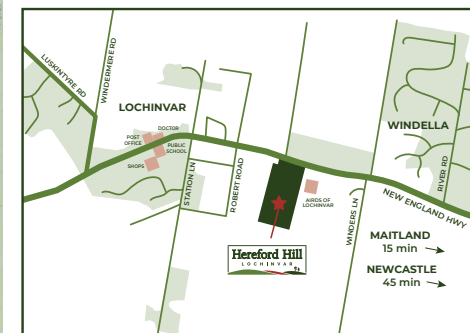 WINDERMERE RD
LUSKINTYRE RD
LOCHINVAR
DOCTOR
POST
OFFICE
PUBLIC
SCHOOL
SHOPS
STATION LN
ROBERT ROAD
AIRDS OF
LOCHINVAR
WINDELLA
RIVER RD
NEW ENGLAND HWY
WINDERS LN
MAITLAND
15 min
NEWCASTLE
45 min
Hereford Hill
LOCHINVAR